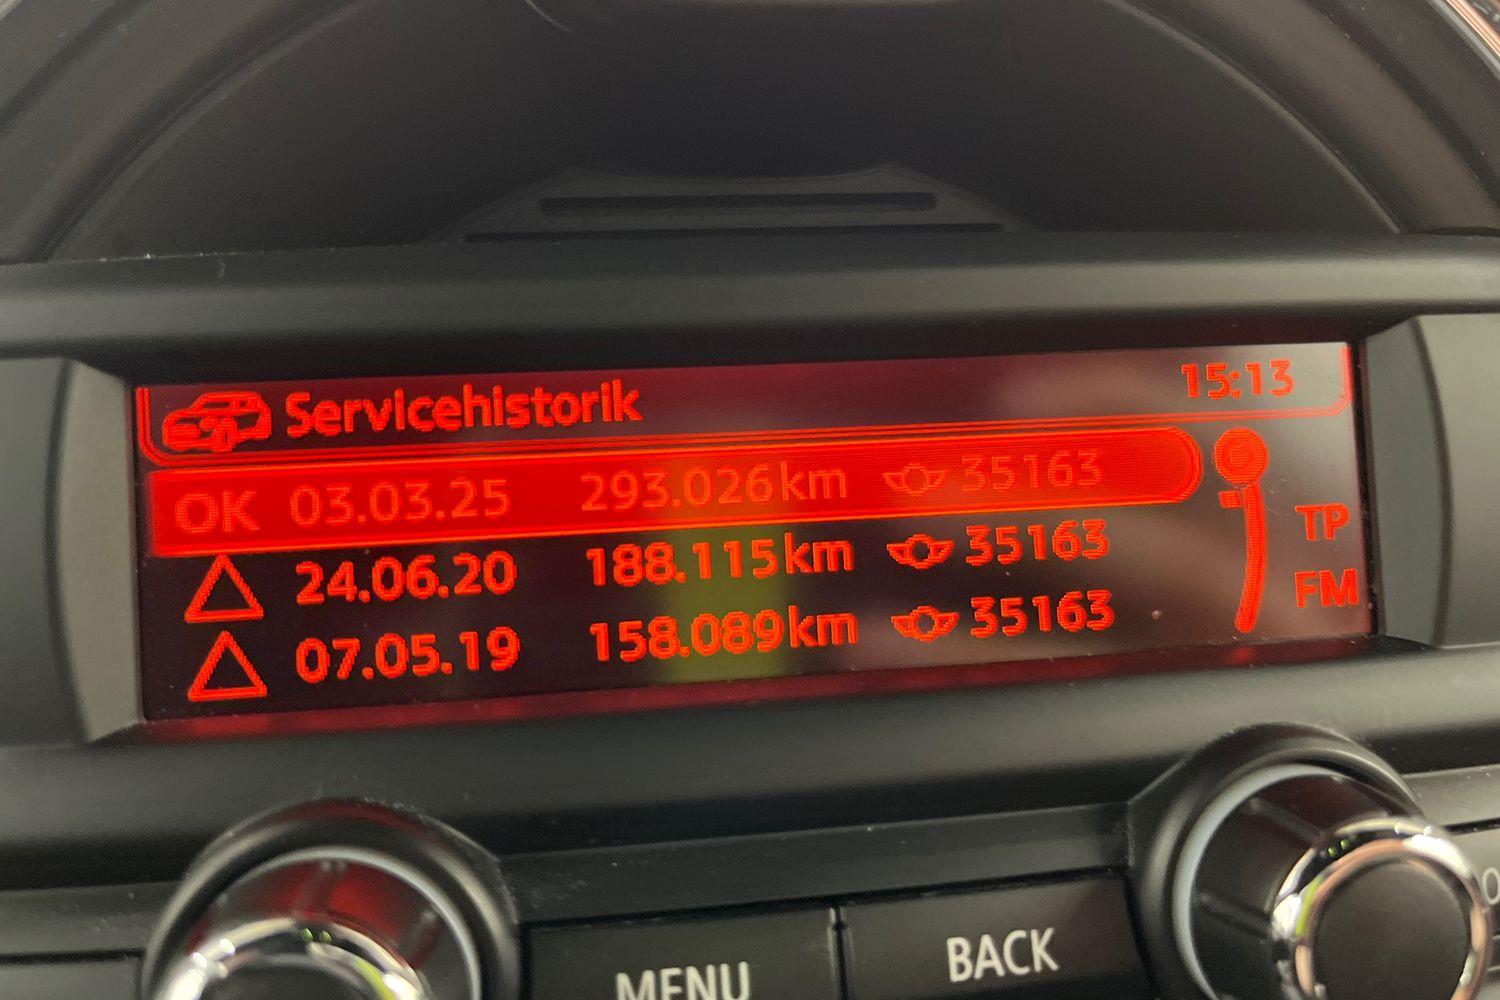 Servicehistorik 15:13
OK 03.03.25 293.026km 35163
24.06.20 188.115km 35163
07.05.19 158.089km 35163
TP
FM
MENU
BACK